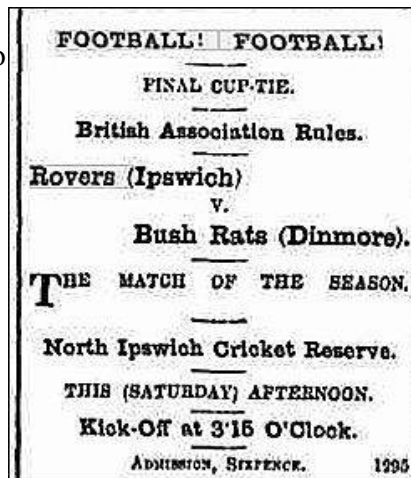 FOOTBALL! FOOTBALL!
FINAL CUP-TIE.
British Association Rules.
Rovers (Ipswich)
V.
Bush Rats (Dinmore).
THE MATCH OF THE SEASON.
North Ipswich Cricket Reserve.
THIS (SATURDAY) AFTERNOON.
Kick-Off at 3'15 O'Clock.
ADMISSION, SIXPENCE. 1295